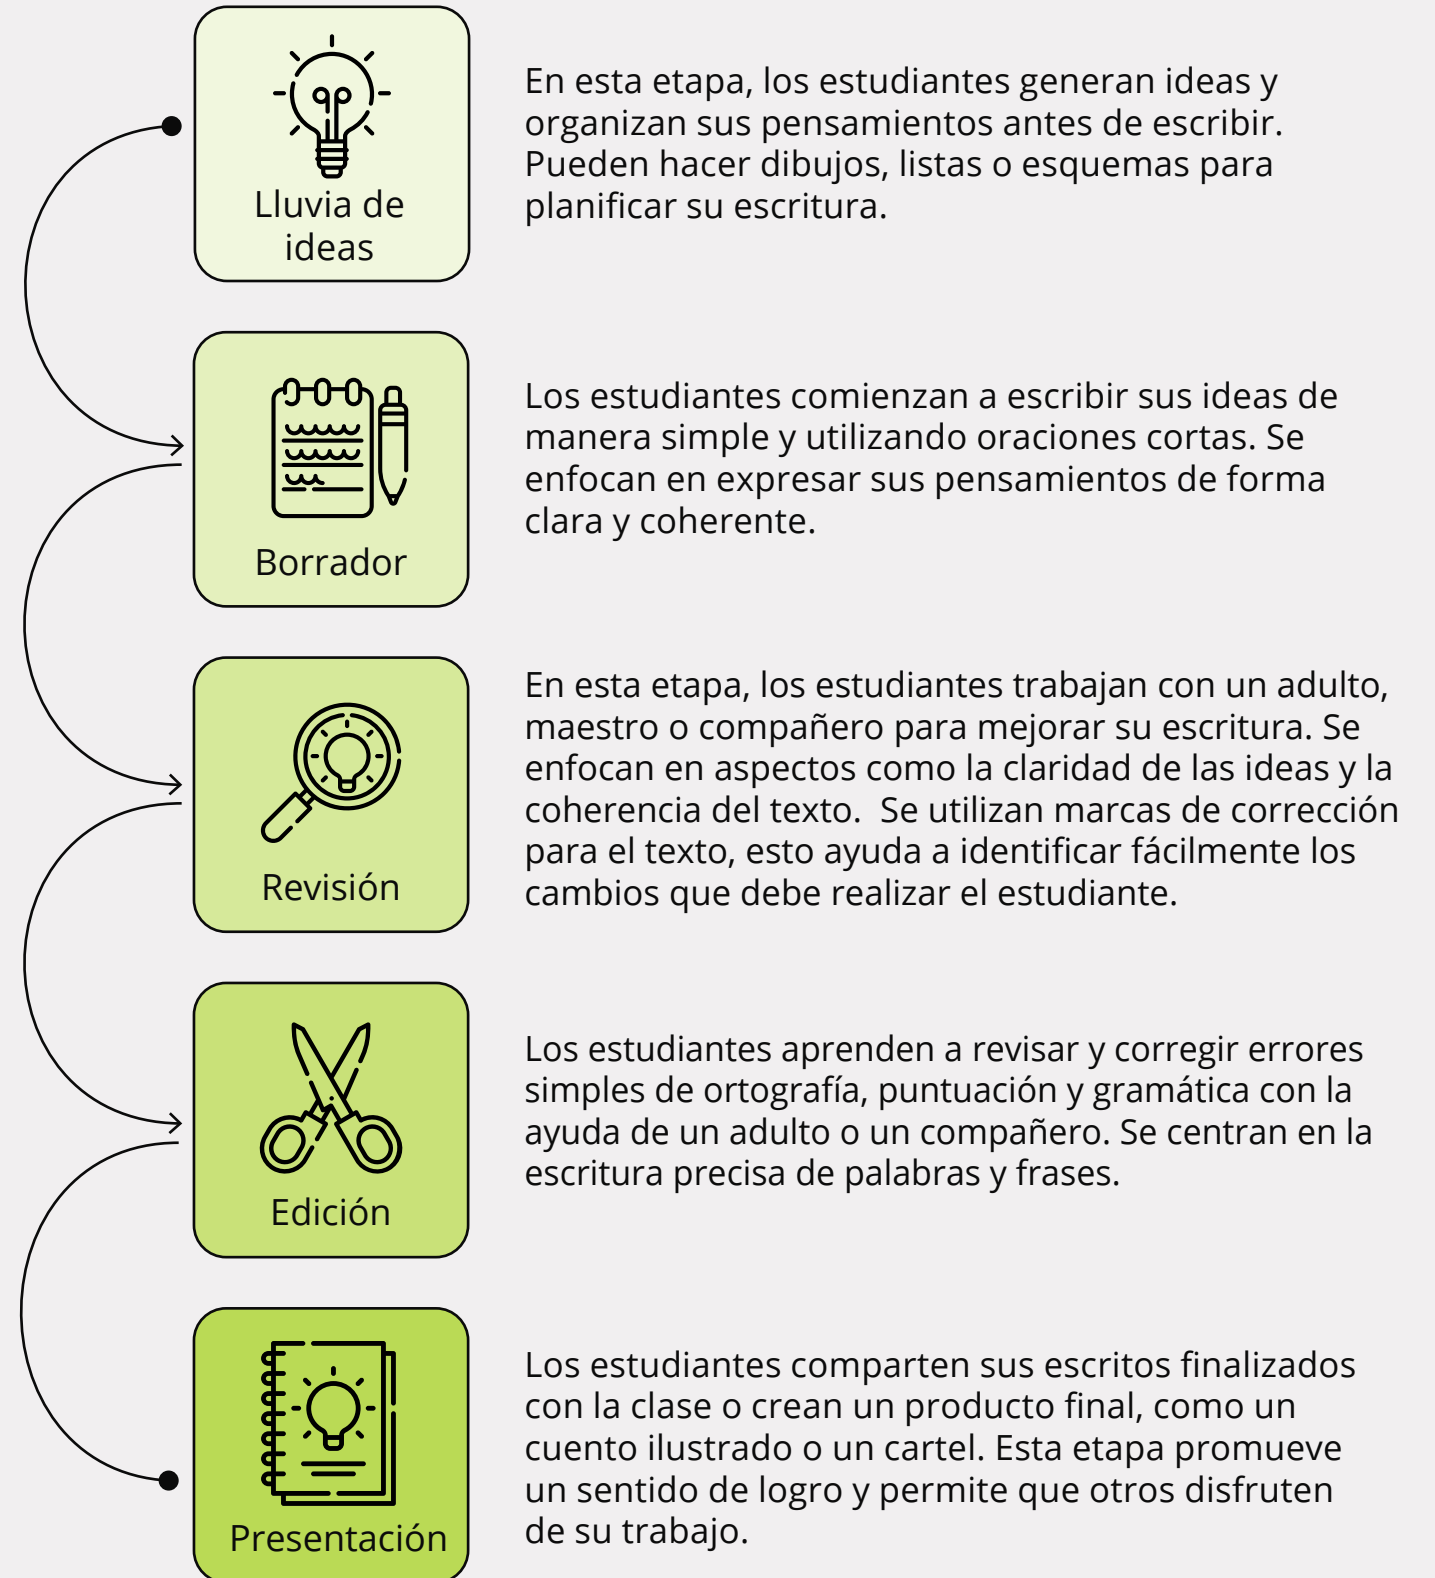 Lluvia de
ideas
En esta etapa, los estudiantes generan ideas y
organizan sus pensamientos antes de escribir.
Pueden hacer dibujos, listas o esquemas para
planificar su escritura.
Borrador
Los estudiantes comienzan a escribir sus ideas de
manera simple y utilizando oraciones cortas. Se
enfocan en expresar sus pensamientos de forma
clara y coherente.
Revisión
En esta etapa, los estudiantes trabajan con un adulto,
maestro o compañero para mejorar su escritura. Se
enfocan en aspectos como la claridad de las ideas y la
coherencia del texto.  Se utilizan marcas de corrección
para el texto, esto ayuda a identificar fácilmente los
cambios que debe realizar el estudiante.
Edición
Los estudiantes aprenden a revisar y corregir errores
simples de ortografía, puntuación y gramática con la
ayuda de un adulto o un compañero. Se centran en la
escritura precisa de palabras y frases.
Presentación
Los estudiantes comparten sus escritos finalizados
con la clase o crean un producto final, como un
cuento ilustrado o un cartel. Esta etapa promueve
un sentido de logro y permite que otros disfruten
de su trabajo.